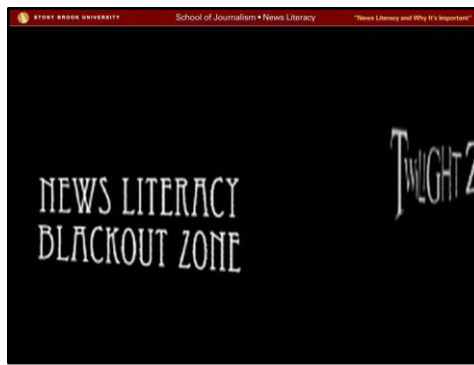 STONY BROOK UNIVERSITY
School of Journalism ▪ News Literacy
"News Literacy and Why It's Important"
NEWS LITERACY
BLACKOUT ZONE
TWILIGHT Z